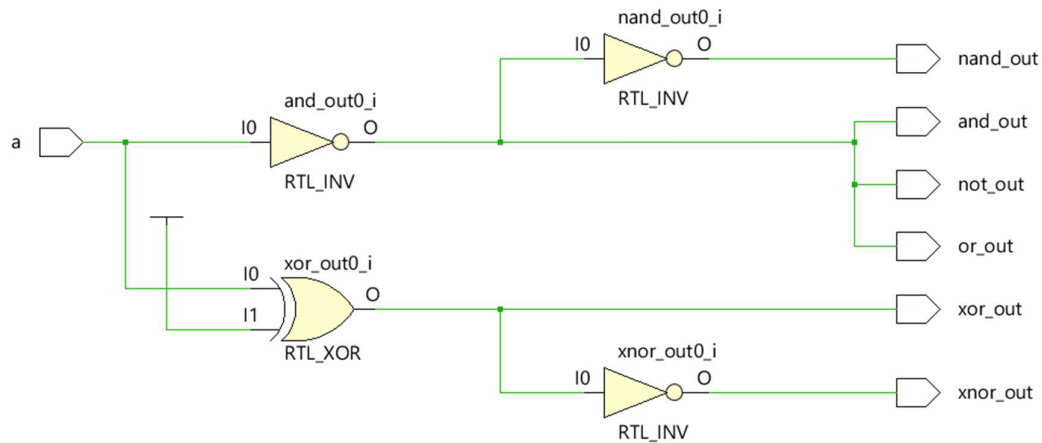 nand_out0_i
I0
O
nand_out
RTL_INV
and_out0_i
and_out
a
I0
O
RTL_INV
not_out
or_out
xor_out0_i
I0
O
I1
xor_out
RTL_XOR
xnor_out0_i
I0
O
xnor_out
RTL_INV